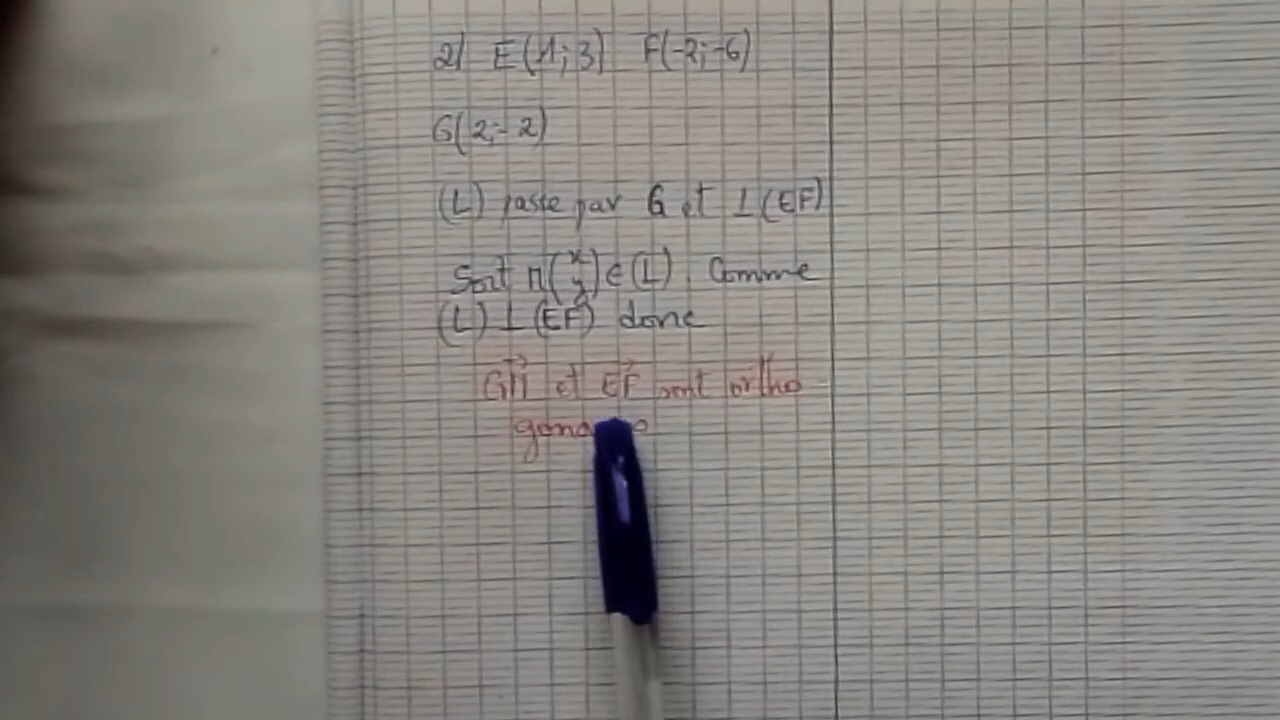 2) E(1; 3) F(-2; -6)
G(2; -2)
(L) passe par G et ⊥ (EF)
Soit M(x y) ∈ (L). Comme
(L) ⊥ (EF) donc
GM et EF sont ortho-